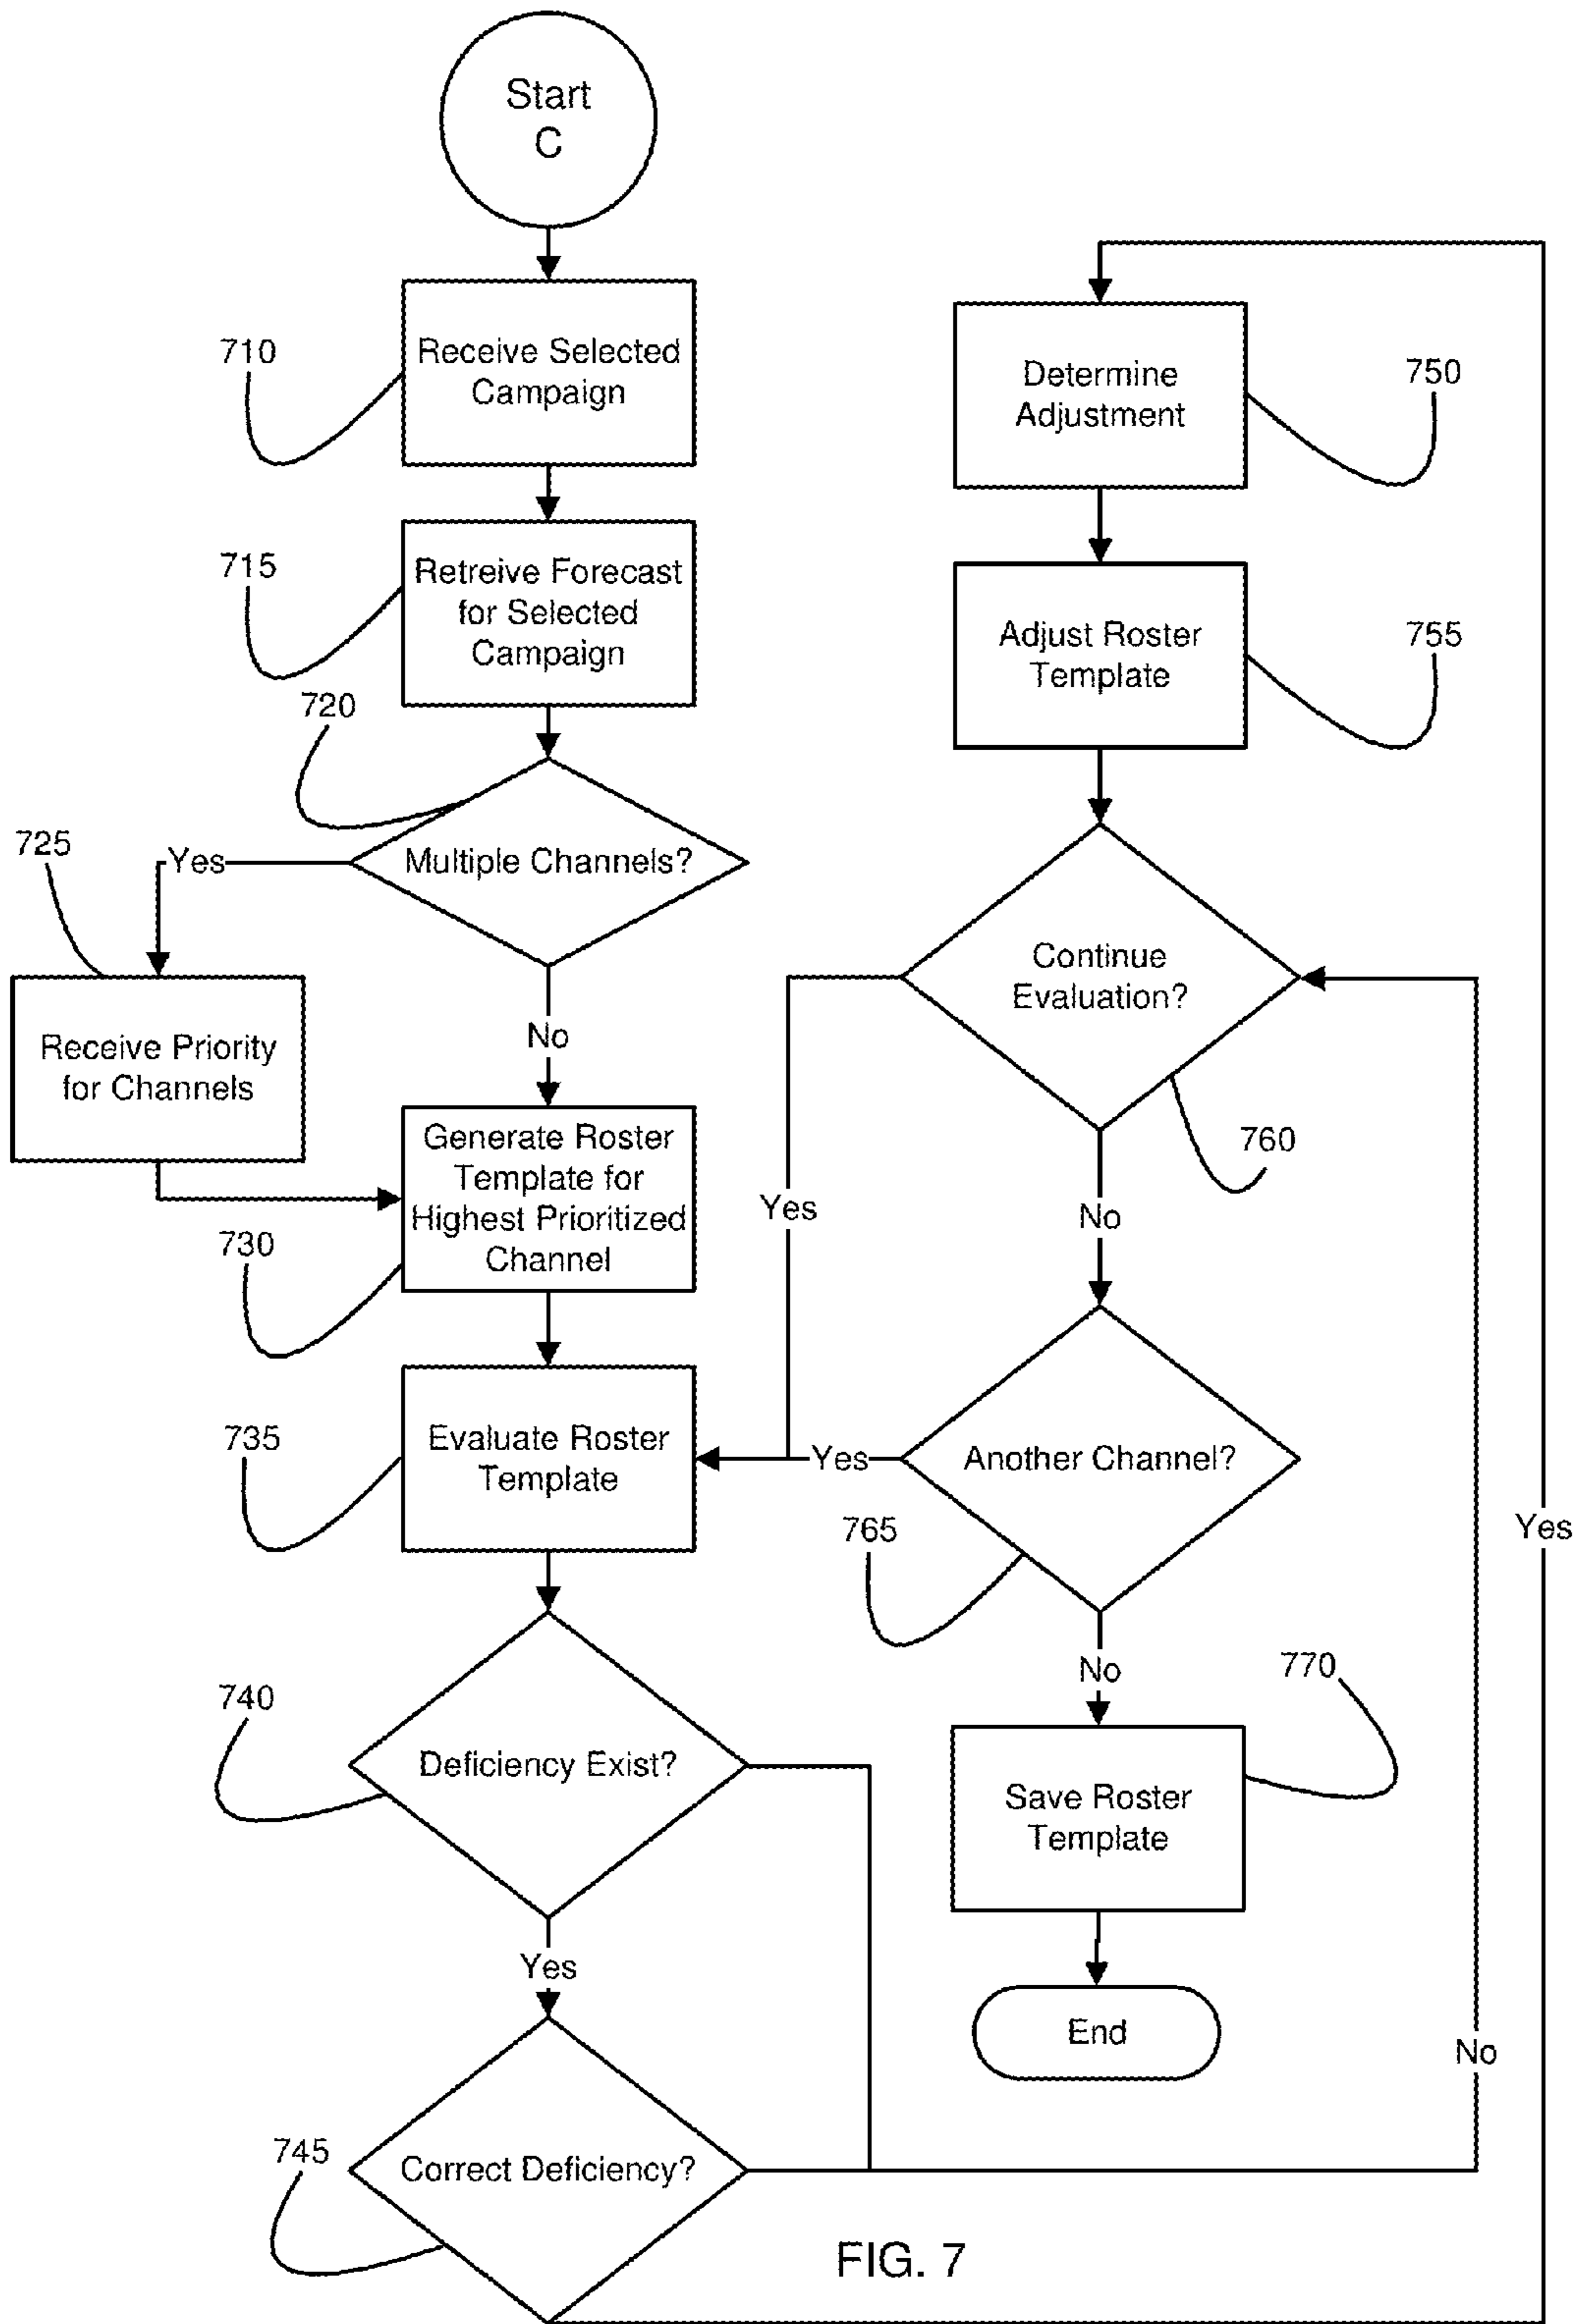 Start
C
710
Receive Selected
Campaign
715
Retreive Forecast
for Selected
Campaign
720
Multiple Channels?
Yes
725
Receive Priority
for Channels
No
Generate Roster
Template for
Highest Prioritized
Channel
730
735
Evaluate Roster
Template
740
Deficiency Exist?
Yes
745
Correct Deficiency?
Determine
Adjustment
750
Adjust Roster
Template
755
Continue
Evaluation?
760
Yes
No
Another Channel?
Yes
765
No
770
Save Roster
Template
End
No
Yes
FIG. 7